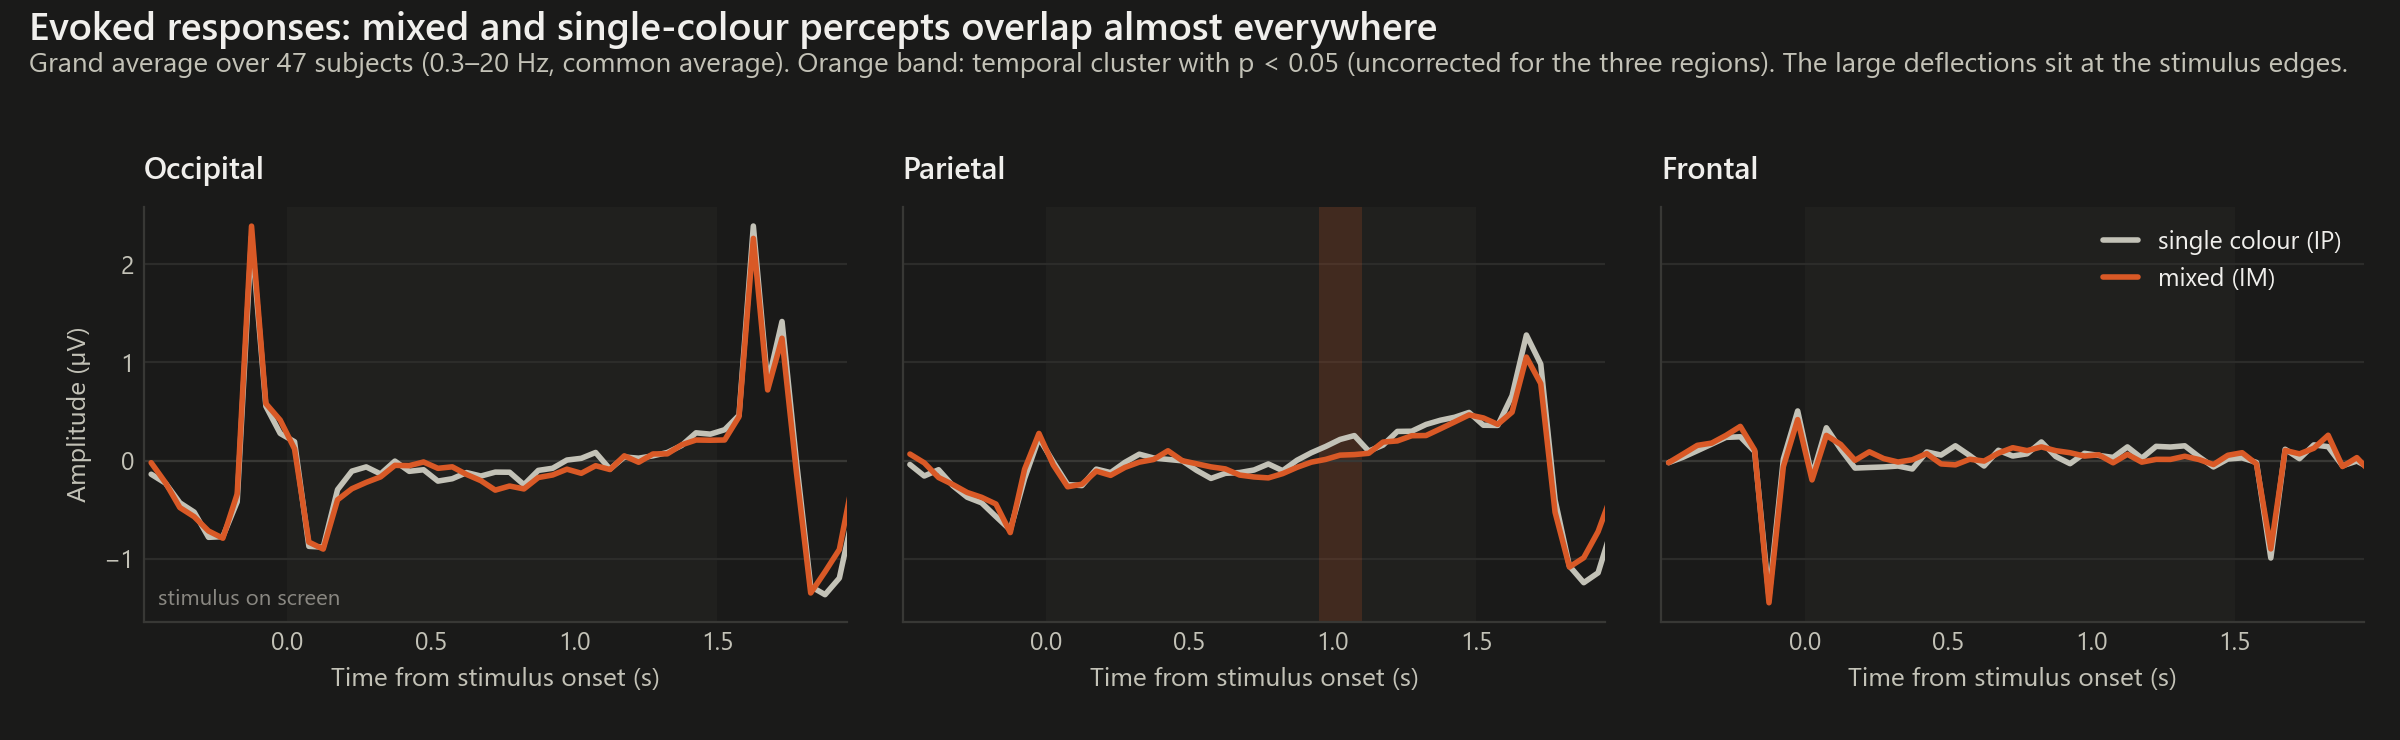 Evoked responses: mixed and single-colour percepts overlap almost everywhere
Grand average over 47 subjects (0.3–20 Hz, common average). Orange band: temporal cluster with p < 0.05 (uncorrected for the three regions). The large deflections sit at the stimulus edges.
Occipital
Parietal
Frontal
single colour (IP)
mixed (IM)
Amplitude (µV)
2
1
0
−1
stimulus on screen
0.0 0.5 1.0 1.5
0.0 0.5 1.0 1.5
0.0 0.5 1.0 1.5
Time from stimulus onset (s)
Time from stimulus onset (s)
Time from stimulus onset (s)